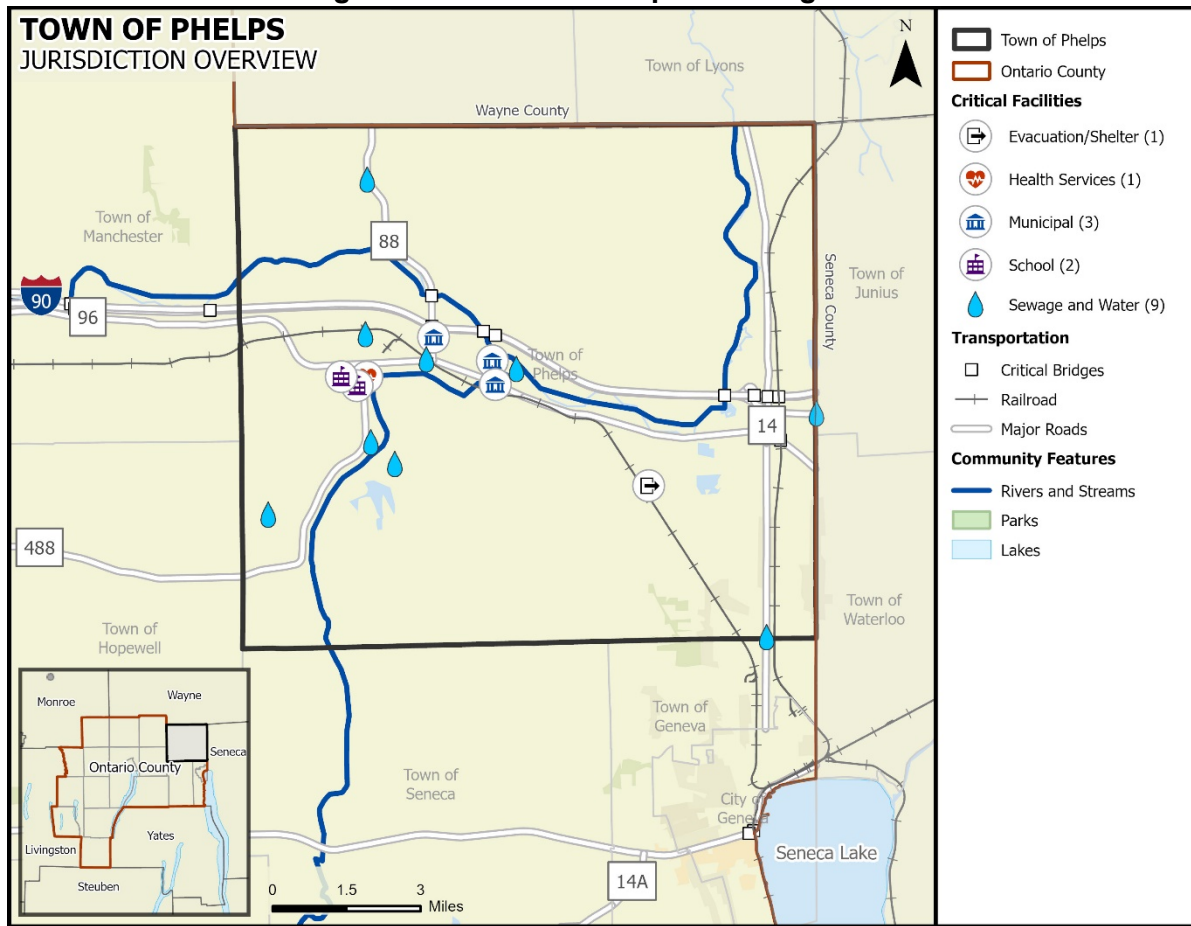 TOWN OF PHELPS
JURISDICTION OVERVIEW
N
Town of Lyons
Wayne County
Town of
Manchester
88
90
96
Seneca County
Town of
Junius
Town of
Phelps
14
488
Town of
Hopewell
Town of
Waterloo
Town of
Geneva
Town of
Seneca
City of
Geneva
Seneca Lake
14A
Monroe
Wayne
Seneca
Ontario County
Yates
Livingston
Steuben
0 1.5 3
Miles
Town of Phelps
Ontario County
Critical Facilities
Evacuation/Shelter (1)
Health Services (1)
Municipal (3)
School (2)
Sewage and Water (9)
Transportation
Critical Bridges
Railroad
Major Roads
Community Features
Rivers and Streams
Parks
Lakes